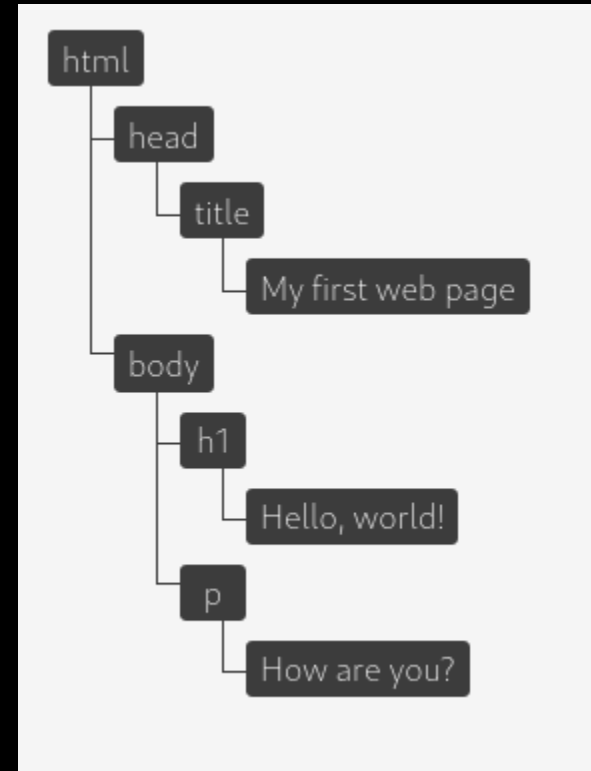 html
head
title
My first web page
body
h1
Hello, world!
p
How are you?